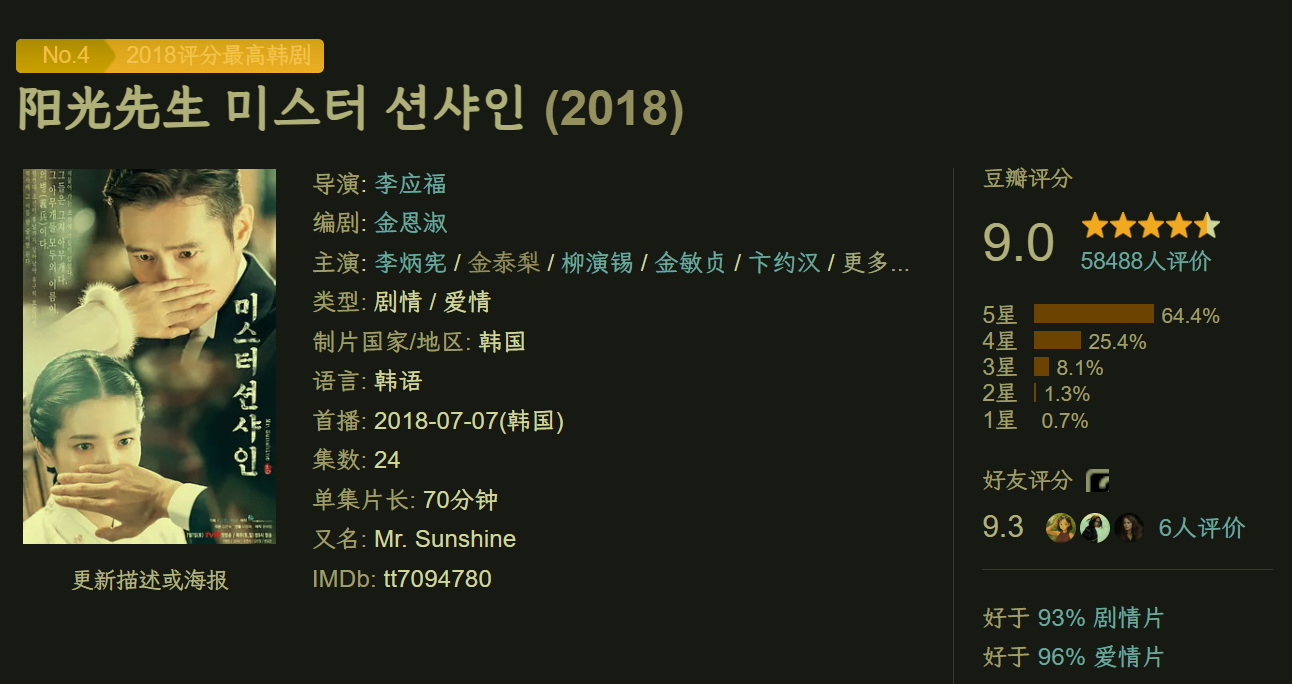 No.4 2018评分最高韩剧
阳光先生 미스터 션샤인 (2018)
미스터 션샤인
Mr. Sunshine
更新描述或海报
导演: 李应福
编剧: 金恩淑
主演: 李炳宪 / 金泰梨 / 柳演锡 / 金敏贞 / 卞约汉 / 更多...
类型: 剧情 / 爱情
制片国家/地区: 韩国
语言: 韩语
首播: 2018-07-07(韩国)
集数: 24
单集片长: 70分钟
又名: Mr. Sunshine
IMDb: tt7094780
豆瓣评分
9.0
58488人评价
5星 64.4%
4星 25.4%
3星 8.1%
2星 1.3%
1星 0.7%
好友评分
9.3 6人评价
好于 93% 剧情片
好于 96% 爱情片